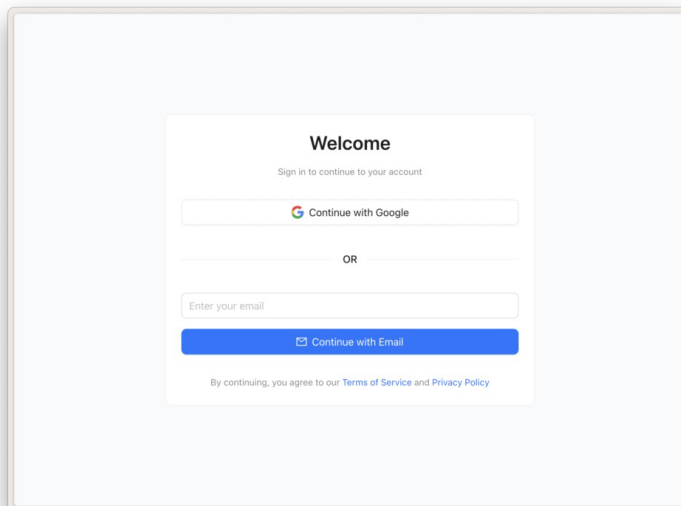 Welcome
Sign in to continue to your account
Continue with Google
OR
Enter your email
Continue with Email
By continuing, you agree to our Terms of Service and Privacy Policy